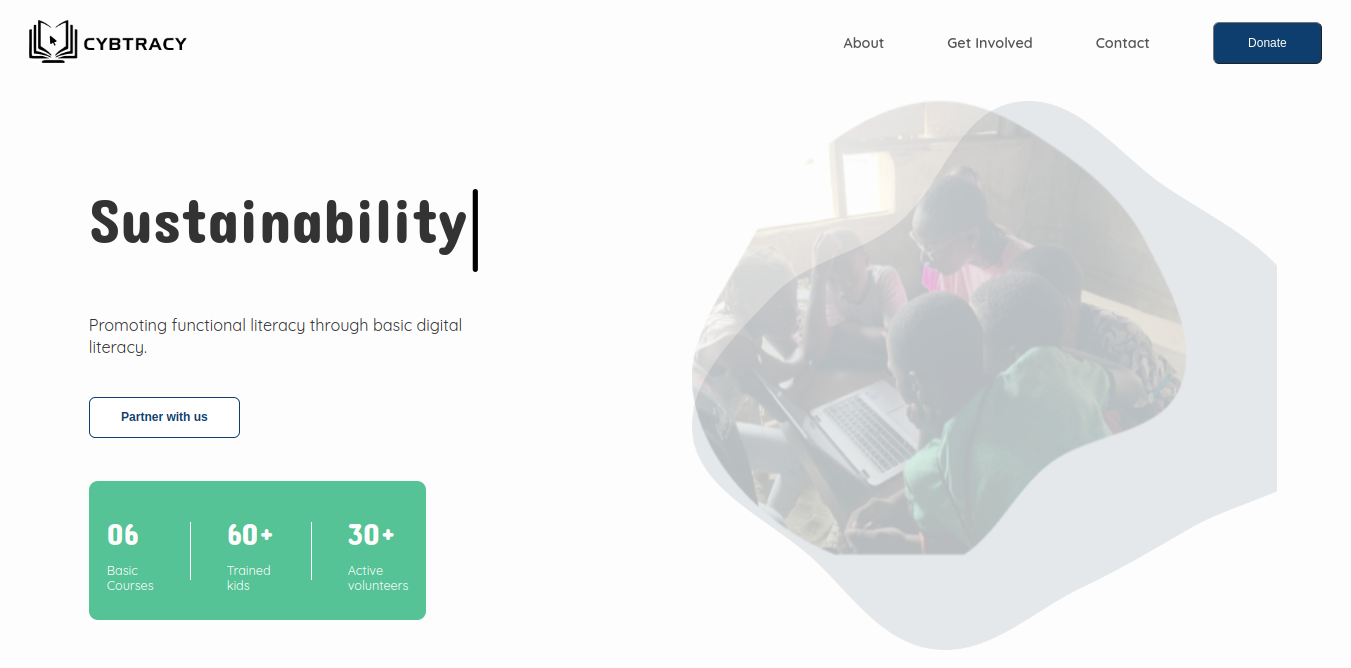 CYBTRACY
About
Get Involved
Contact
Donate
Sustainability
Promoting functional literacy through basic digital
literacy.
Partner with us
06
Basic
Courses
60+
Trained
kids
30+
Active
volunteers